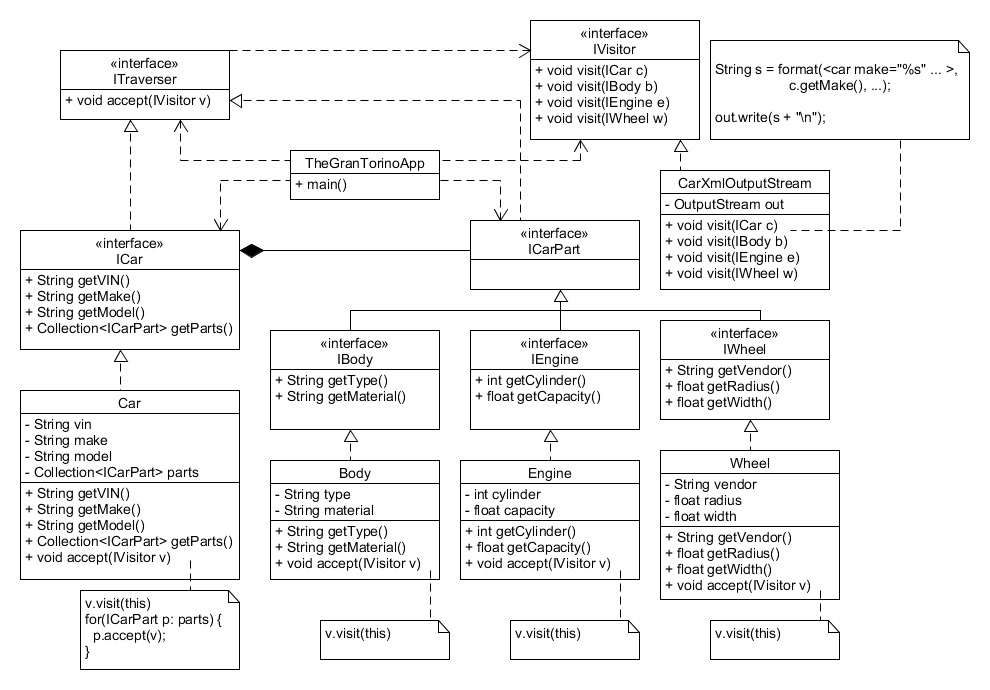 «interface»
ITraverser
+ void accept(IVisitor v)
«interface»
IVisitor
+ void visit(ICar c)
+ void visit(IBody b)
+ void visit(IEngine e)
+ void visit(IWheel w)
String s = format(<car make="%s" ... >,
c.getMake(), ...);
out.write(s + "\n");
TheGranTorinoApp
+ main()
CarXmlOutputStream
- OutputStream out
+ void visit(ICar c)
+ void visit(IBody b)
+ void visit(IEngine e)
+ void visit(IWheel w)
«interface»
ICar
+ String getVIN()
+ String getMake()
+ String getModel()
+ Collection<ICarPart> getParts()
«interface»
ICarPart
«interface»
IBody
+ String getType()
+ String getMaterial()
«interface»
IEngine
+ int getCylinder()
+ float getCapacity()
«interface»
IWheel
+ String getVendor()
+ float getRadius()
+ float getWidth()
Car
- String vin
- String make
- String model
- Collection<ICarPart> parts
+ String getVIN()
+ String getMake()
+ String getModel()
+ Collection<ICarPart> getParts()
+ void accept(IVisitor v)
Body
- String type
- String material
+ String getType()
+ String getMaterial()
+ void accept(IVisitor v)
Engine
- int cylinder
- float capacity
+ int getCylinder()
+ float getCapacity()
+ void accept(IVisitor v)
Wheel
- String vendor
- float radius
- float width
+ String getVendor()
+ float getRadius()
+ float getWidth()
+ void accept(IVisitor v)
v.visit(this)
for(ICarPart p: parts) {
p.accept(v);
}
v.visit(this)
v.visit(this)
v.visit(this)